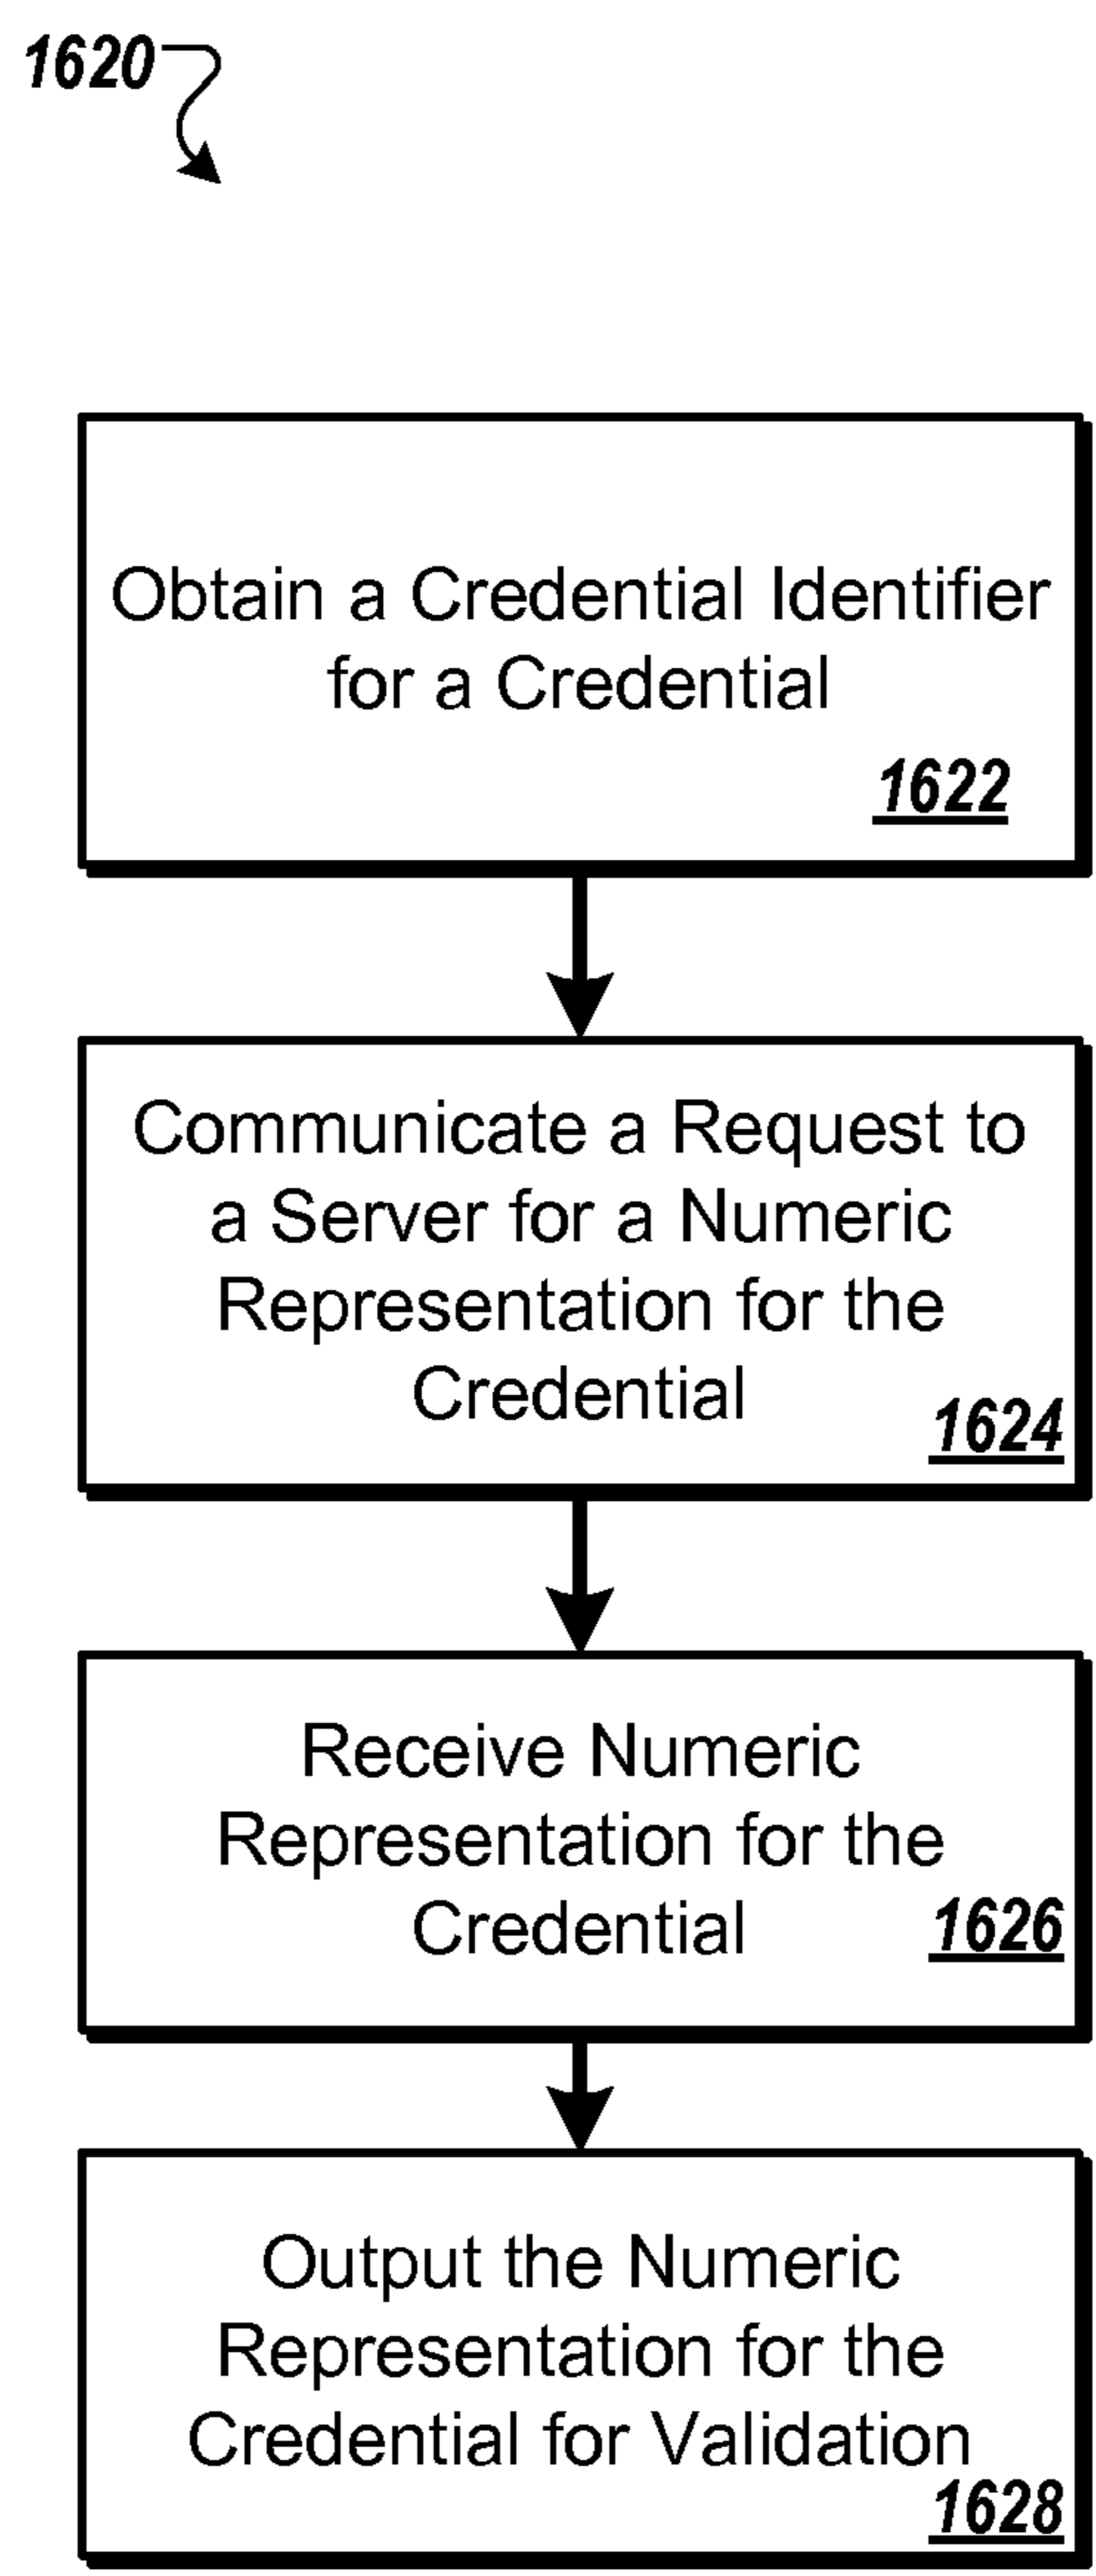 1620
Obtain a Credential Identifier
for a Credential
1622
Communicate a Request to
a Server for a Numeric
Representation for the
Credential
1624
Receive Numeric
Representation for the
Credential
1626
Output the Numeric
Representation for the
Credential for Validation
1628